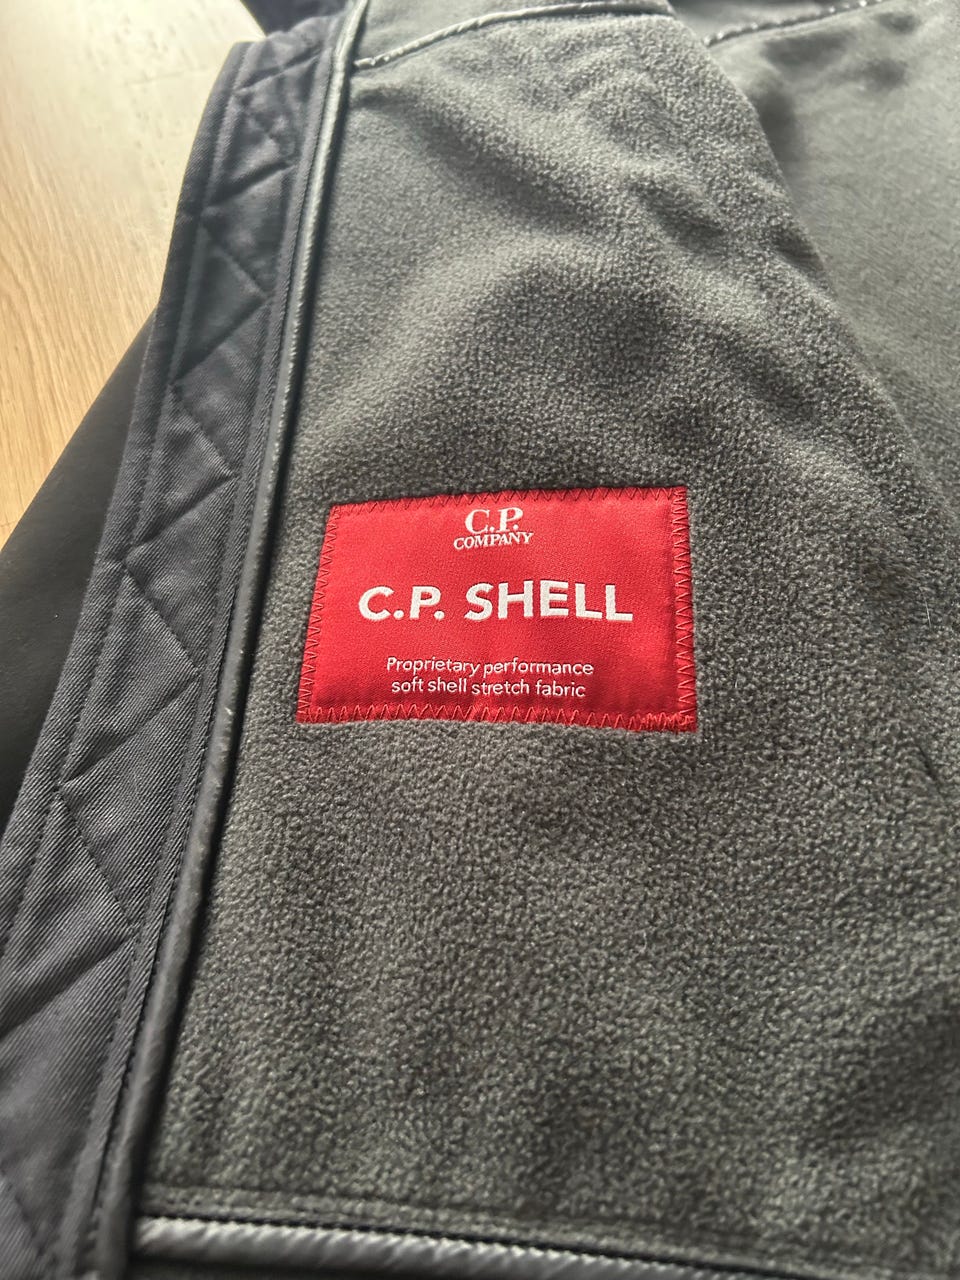 C.P.
COMPANY
C.P. SHELL
Proprietary performance
soft shell stretch fabric